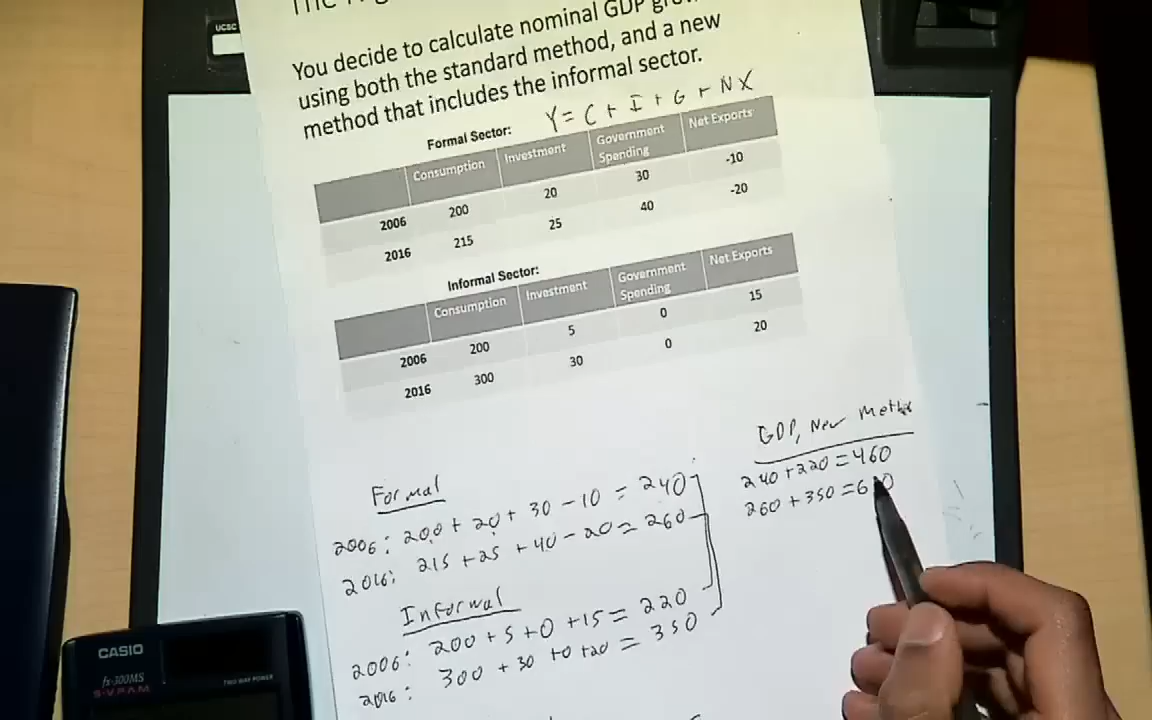 You decide to calculate nominal GDP
using both the standard method, and a new
method that includes the informal sector.
Y = C + I + G + NX
Formal Sector:
Consumption Investment Government Spending Net Exports
2006 200 20 30 -10
2016 215 25 40 -20
Informal Sector:
Consumption Investment Government Spending Net Exports
2006 200 5 0 15
2016 300 30 0 20
GDP, New
240 + 220 = 460
260 + 350 =
Formal
2006: 200 + 20 + 30 - 10 = 240
2016: 215 + 25 + 40 - 20 = 260
Informal
2006: 200 + 5 + 0 + 15 = 220
2016: 300 + 30 + 0 + 20 = 350
CASIO
fx-300MS
S-V.P.A.M.
TWO WAY POWER
UCSC